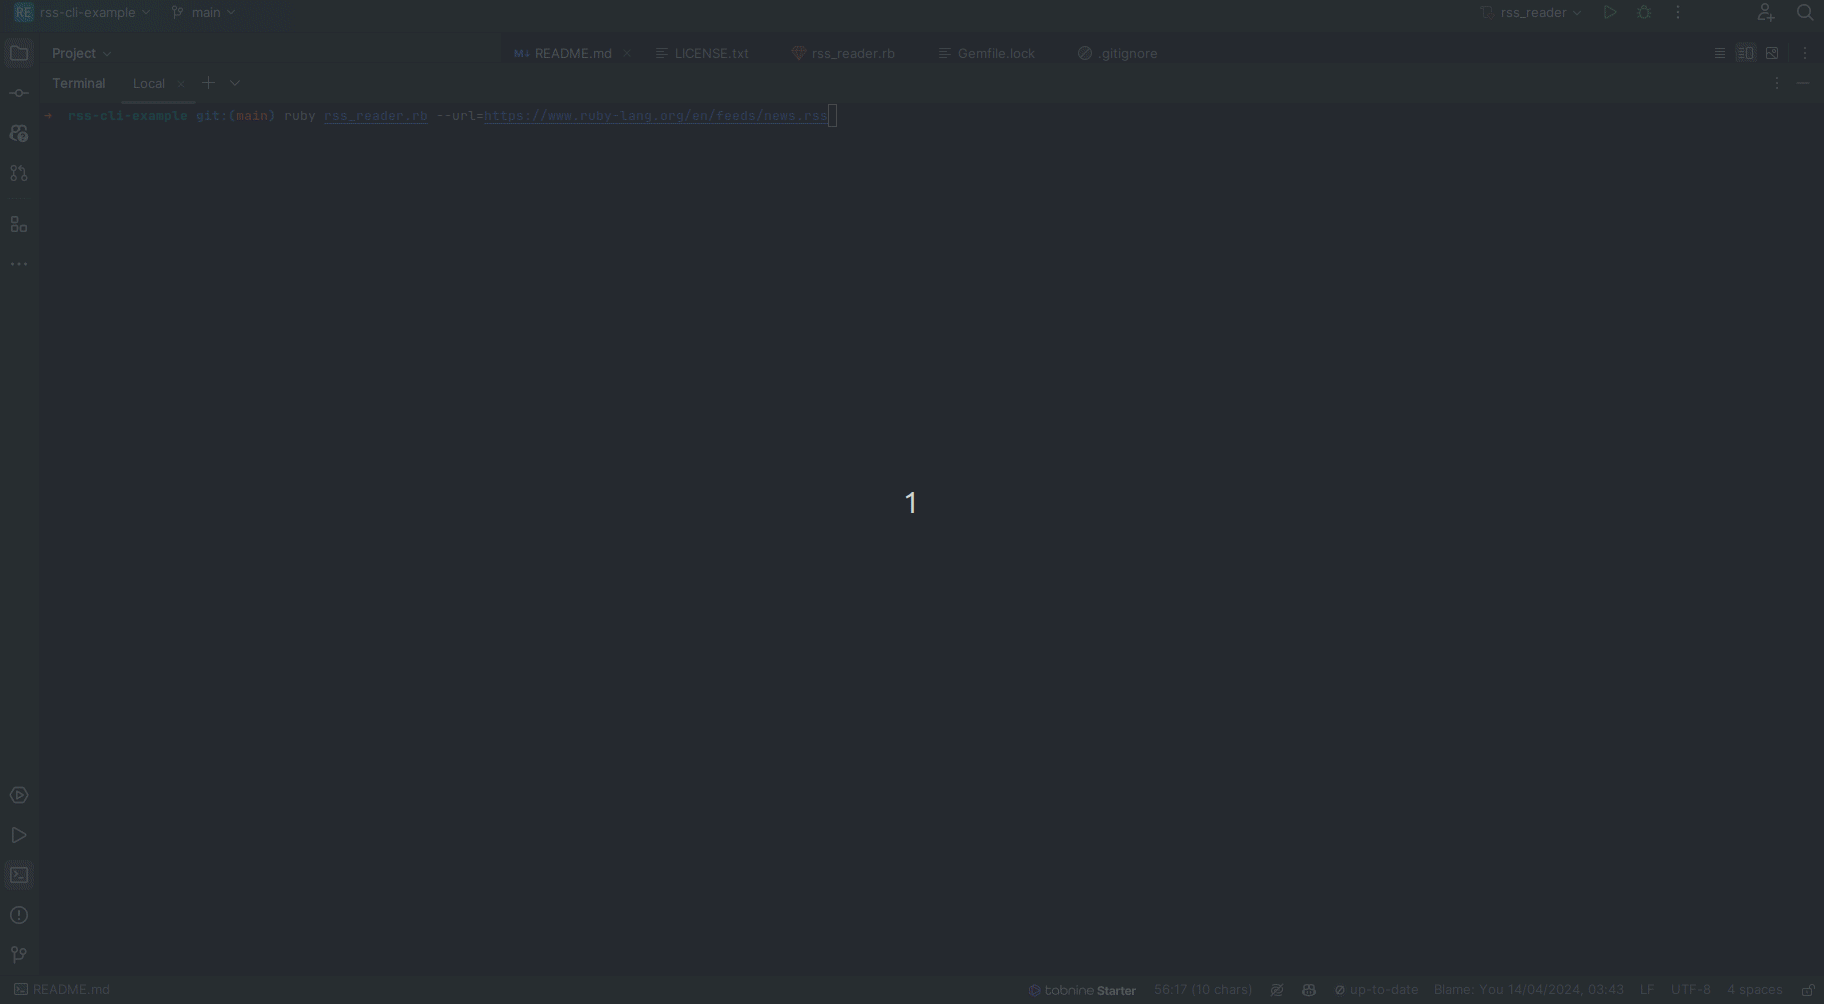 RE rss-cli-example main rss_reader
Project README.md LICENSE.txt rss_reader.rb Gemfile.lock .gitignore
Terminal Local
→ rss-cli-example git:(main) ruby rss_reader.rb --url=https://www.ruby-lang.org/en/feeds/news.rss
1
README.md tabnine Starter 56:17 (10 chars) up-to-date Blame: You 14/04/2024, 03:43 LF UTF-8 4 spaces